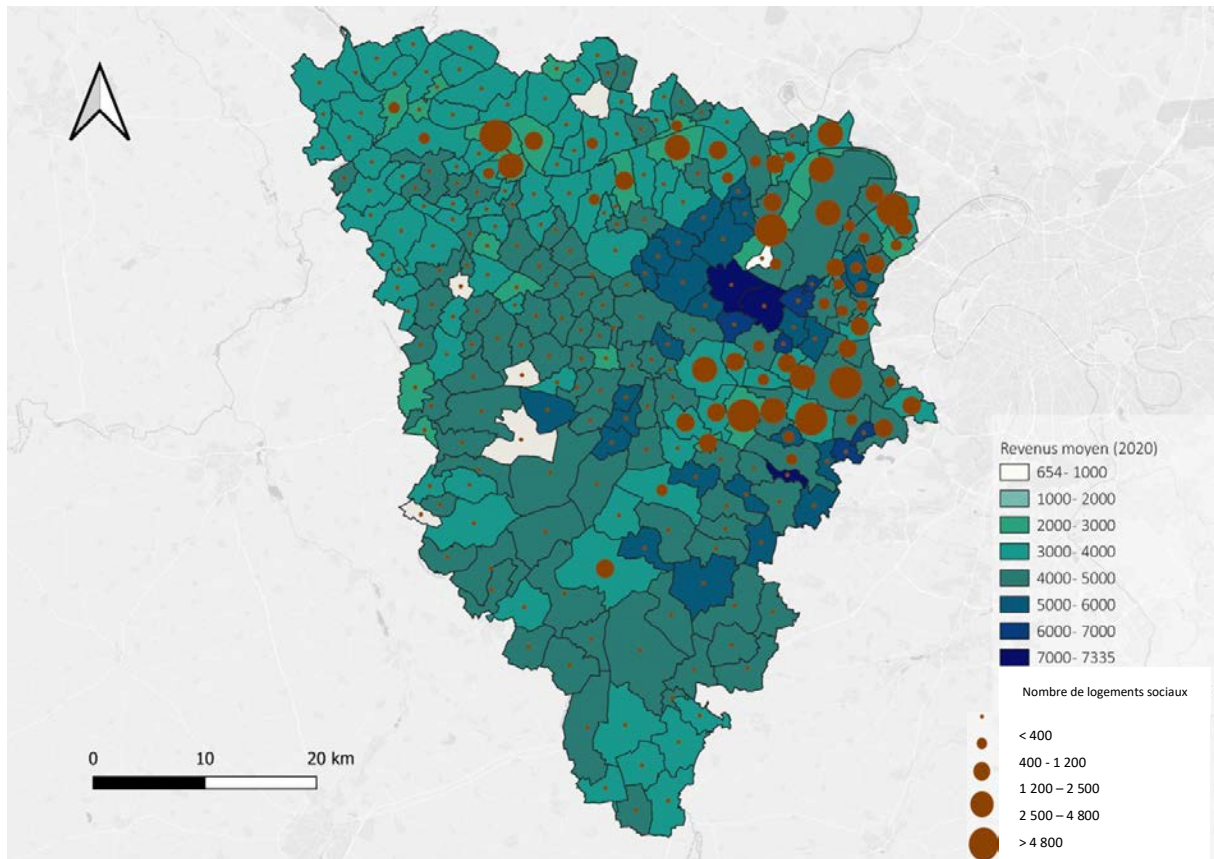 Revenus moyen (2020)
654 - 1000
1000 - 2000
2000 - 3000
3000 - 4000
4000 - 5000
5000 - 6000
6000 - 7000
7000 - 7335
Nombre de logements sociaux
< 400
400 - 1 200
1 200 – 2 500
2 500 – 4 800
> 4 800
0 10 20 km